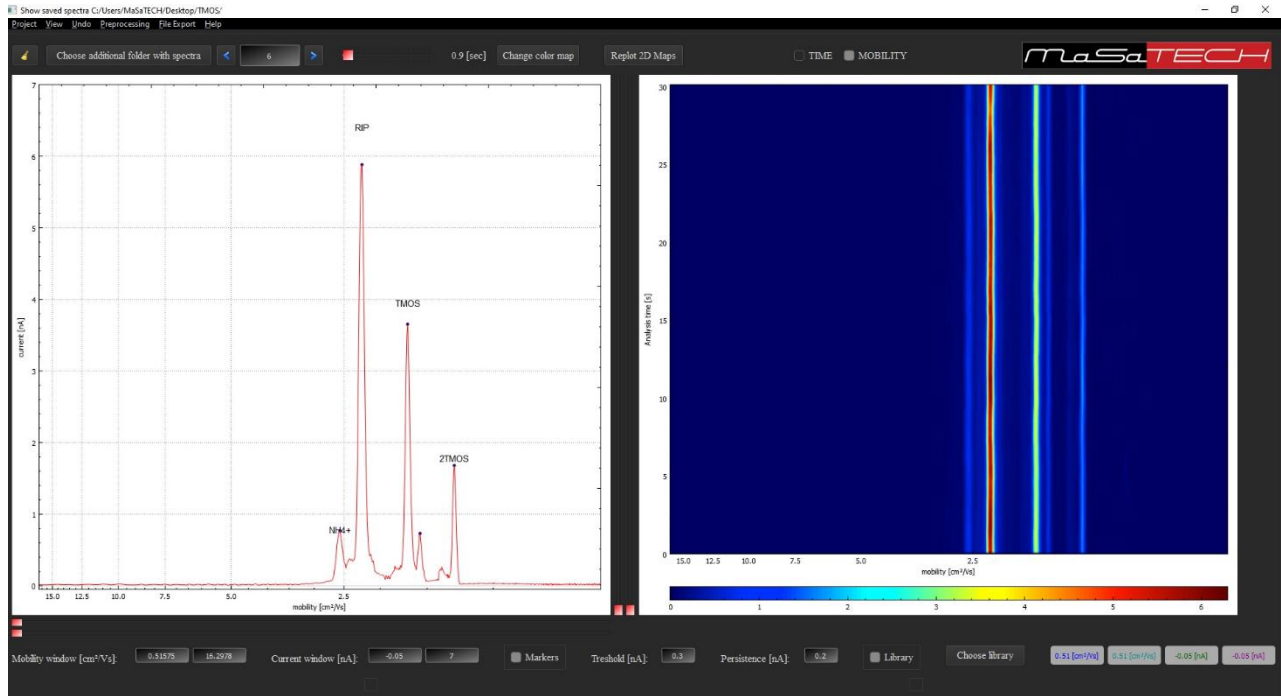 Show saved spectra C:/Users/MaSaTECH/Desktop/TMOS/
Project View Undo Preprocessing File Export Help
Choose additional folder with spectra < 6 > 0.9 [sec] Change color map Replot 2D Maps TIME MOBILITY MaSaTECH
7
6
5
4
3
2
1
0
current [nA]
RIP
TMOS
2TMOS
NH4+
15.0 12.5 10.0 7.5 5.0 2.5
mobility [cm²/Vs]
30
25
20
15
10
5
0
Analysis time [s]
15.0 12.5 10.0 7.5 5.0 2.5
mobility [cm²/Vs]
0 1 2 3 4 5 6
Mobility window [cm²/Vs]: 0.51575 16.2978 Current window [nA]: -0.05 7 Markers Treshold [nA]: 0.3 Persistence [nA]: 0.2 Library Choose library 0.51 [cm²/Vs] 0.51 [cm²/Vs] -0.05 [nA] -0.05 [nA]